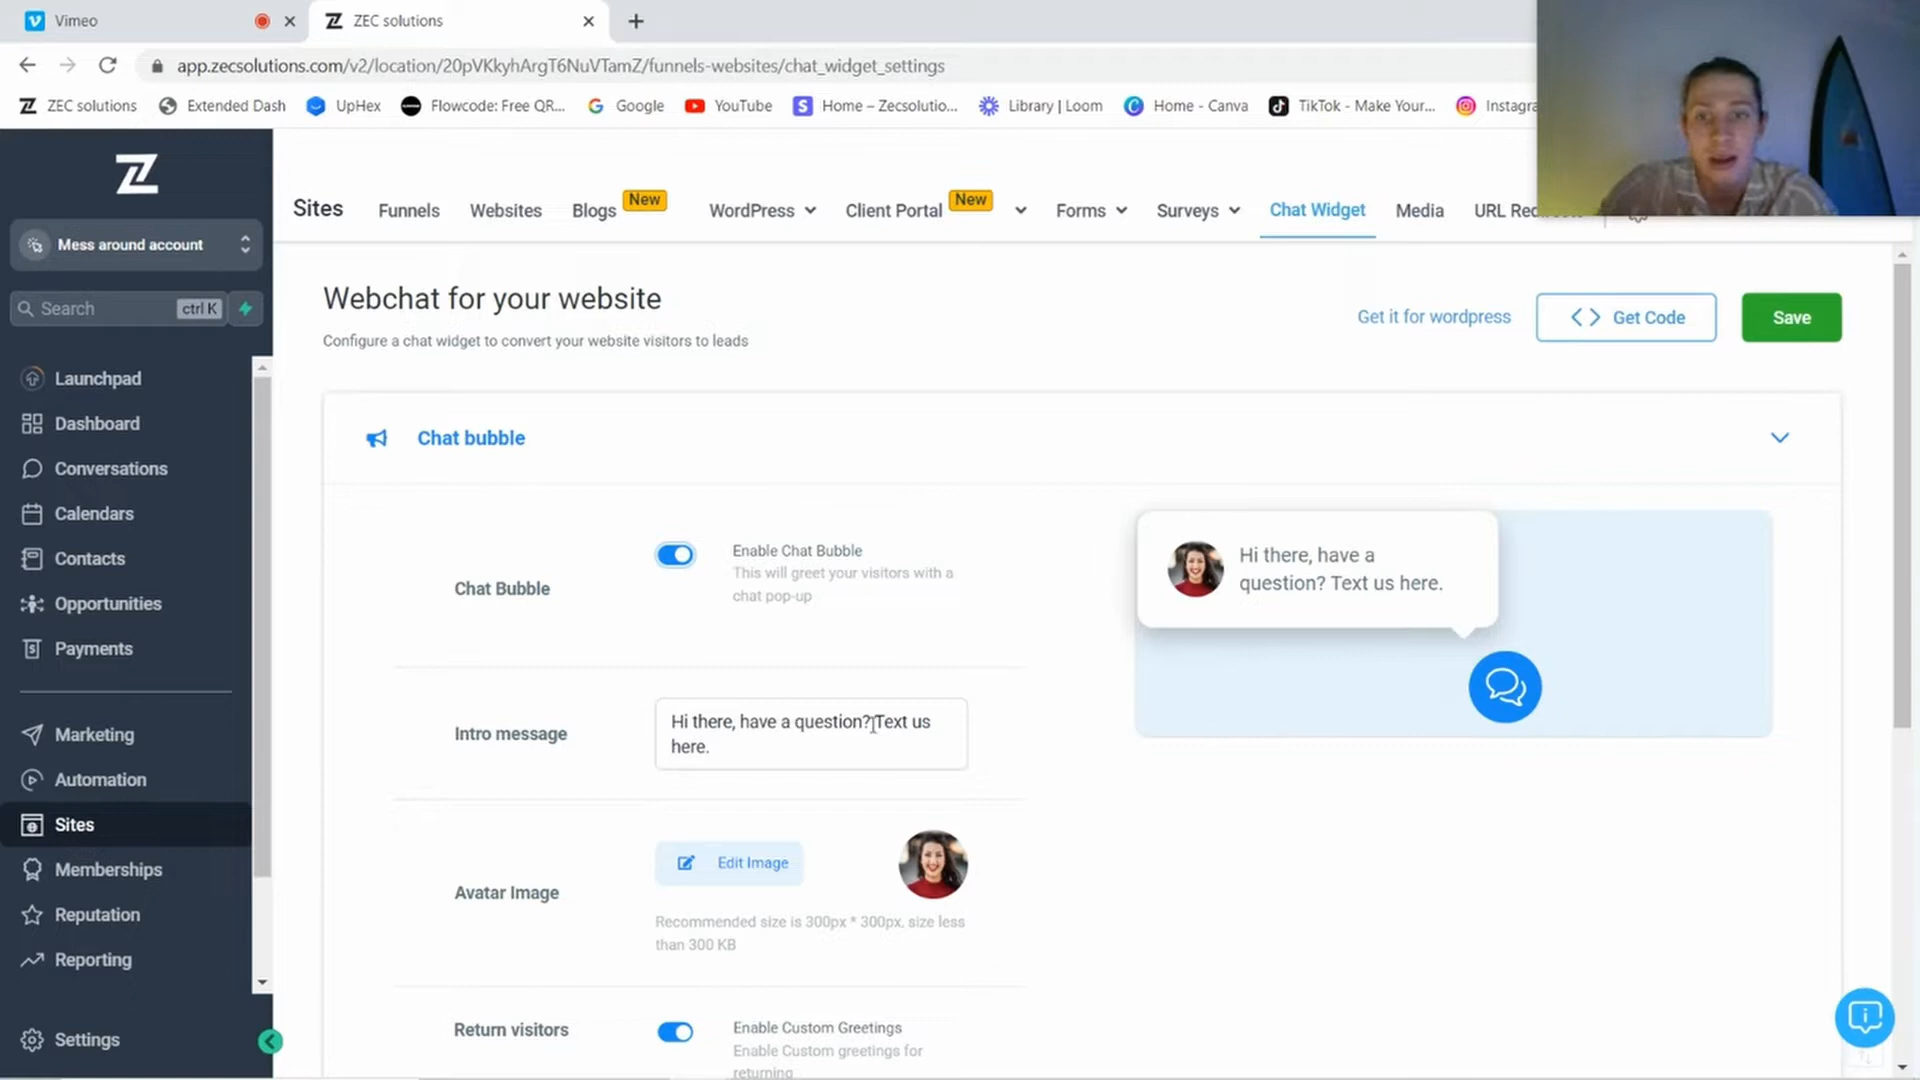 Vimeo
ZEC solutions
app.zecsolutions.com/v2/location/20pVKkyhArgT6NuVTamZ/funnels-websites/chat_widget_settings
ZEC solutions
Extended Dash
UpHex
Flowcode: Free QR...
Google
YouTube
Home – Zecsolutio...
Library | Loom
Home - Canva
TikTok - Make Your...
Instagra
Mess around account
Search
ctrl K
Launchpad
Dashboard
Conversations
Calendars
Contacts
Opportunities
Payments
Marketing
Automation
Sites
Memberships
Reputation
Reporting
Settings
Sites
Funnels
Websites
Blogs
New
WordPress
Client Portal
New
Forms
Surveys
Chat Widget
Media
URL
Webchat for your website
Configure a chat widget to convert your website visitors to leads
Get it for wordpress
Get Code
Save
Chat bubble
Chat Bubble
Enable Chat Bubble
This will greet your visitors with a
chat pop-up
Intro message
Hi there, have a question? Text us
here.
Avatar Image
Edit Image
Recommended size is 300px * 300px, size less
than 300 KB
Return visitors
Enable Custom Greetings
Enable Custom greetings for
returning
Hi there, have a
question? Text us here.